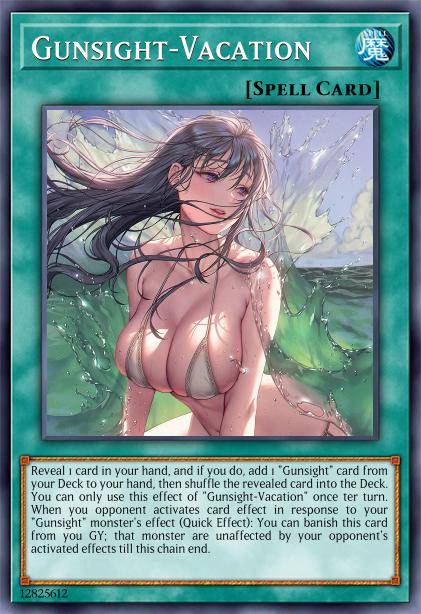 Gunsight-Vacation
SPELL
魔
[Spell Card]
Reveal 1 card in your hand, and if you do, add 1 "Gunsight" card from
your Deck to your hand, then shuffle the revealed card into the Deck.
You can only use this effect of "Gunsight-Vacation" once ter turn.
When you opponent activates card effect in response to your
"Gunsight" monster's effect (Quick Effect): You can banish this card
from you GY; that monster are unaffected by your opponent's
activated effects till this chain end.
12825612